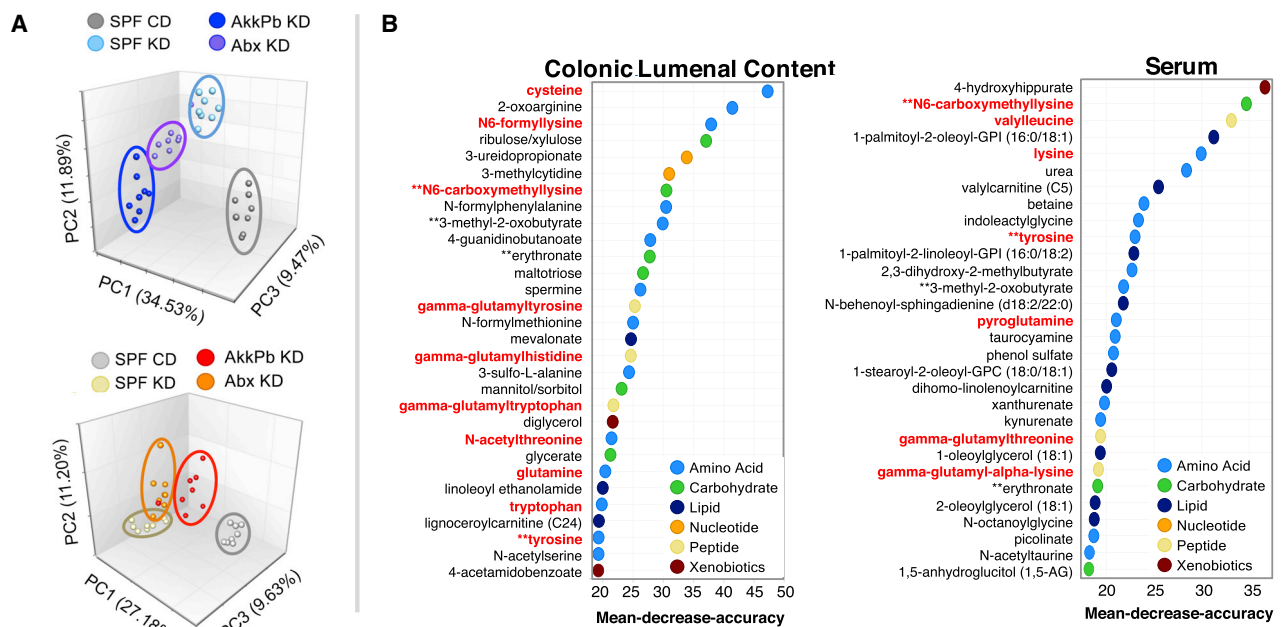 A
SPF CD
AkkPb KD
SPF KD
Abx KD
PC2 (11.89%)
PC1 (34.53%)
PC3 (9.47%)
SPF CD
AkkPb KD
SPF KD
Abx KD
PC2 (11.20%)
PC1 (27.18%
PC3 (9.63%)
B
Colonic Lumenal Content
cysteine
2-oxoarginine
N6-formyllysine
ribulose/xylulose
3-ureidopropionate
3-methylcytidine
**N6-carboxymethyllysine
N-formylphenylalanine
**3-methyl-2-oxobutyrate
4-guanidinobutanoate
**erythronate
maltotriose
spermine
gamma-glutamyltyrosine
N-formylmethionine
mevalonate
gamma-glutamylhistidine
3-sulfo-L-alanine
mannitol/sorbitol
gamma-glutamyltryptophan
diglycerol
N-acetylthreonine
glycerate
glutamine
linoleoyl ethanolamide
tryptophan
lignoceroylcarnitine (C24)
**tyrosine
N-acetylserine
4-acetamidobenzoate
Amino Acid
Carbohydrate
Lipid
Nucleotide
Peptide
Xenobiotics
20 25 30 35 40 45 50
Mean-decrease-accuracy
Serum
4-hydroxyhippurate
**N6-carboxymethyllysine
valylleucine
1-palmitoyl-2-oleoyl-GPI (16:0/18:1)
lysine
urea
valylcarnitine (C5)
betaine
indoleactylglycine
**tyrosine
1-palmitoyl-2-linoleoyl-GPI (16:0/18:2)
2,3-dihydroxy-2-methylbutyrate
**3-methyl-2-oxobutyrate
N-behenoyl-sphingadienine (d18:2/22:0)
pyroglutamine
taurocyamine
phenol sulfate
1-stearoyl-2-oleoyl-GPC (18:0/18:1)
dihomo-linolenoylcarnitine
xanthurenate
kynurenate
gamma-glutamylthreonine
1-oleoylglycerol (18:1)
gamma-glutamyl-alpha-lysine
**erythronate
2-oleoylglycerol (18:1)
N-octanoylglycine
picolinate
N-acetyltaurine
1,5-anhydroglucitol (1,5-AG)
Amino Acid
Carbohydrate
Lipid
Nucleotide
Peptide
Xenobiotics
20 25 30 35
Mean-decrease-accuracy